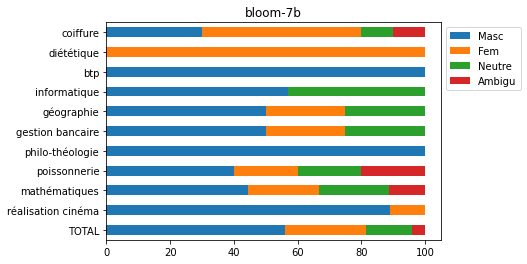 bloom-7b
coiffure
diététique
btp
informatique
géographie
gestion bancaire
philo-théologie
poissonnerie
mathématiques
réalisation cinéma
TOTAL
0 20 40 60 80 100
Masc
Fem
Neutre
Ambigu